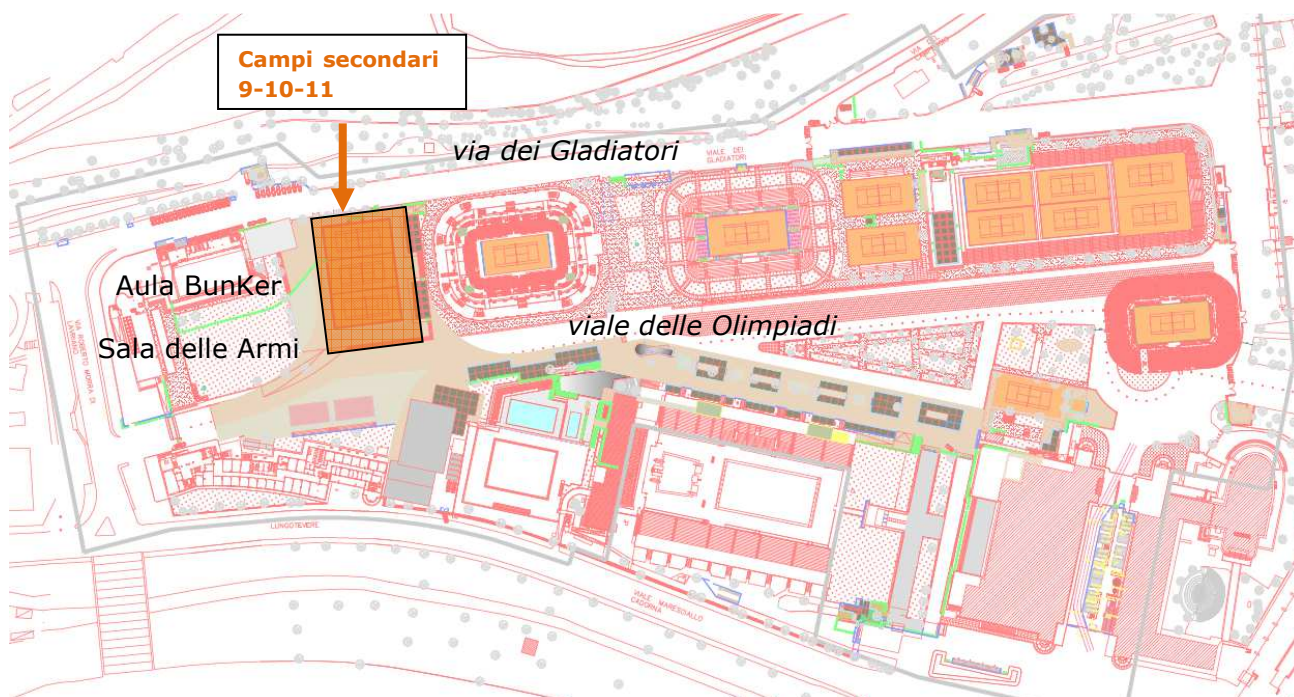 Campi secondari
9-10-11
via dei Gladiatori
VIALE DEI
GLADIATORI
Aula BunKer
Sala delle Armi
viale delle Olimpiadi
LUNGOTEVERE
VIALE MARESCIALLO
CADORNA